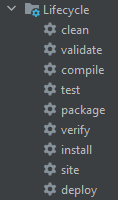 Lifecycle
clean
validate
compile
test
package
verify
install
site
deploy